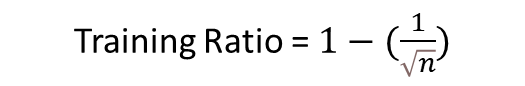 Training Ratio = 1 − (1/√n)